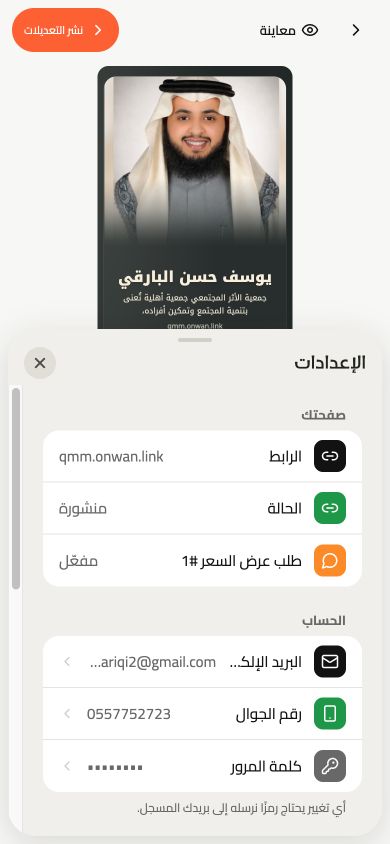 معاينة
نشر التعديلات
يوسف حسن البارقي
جمعية الأثر المجتمعي جمعية أهلية تُعنى
بتنمية المجتمع وتمكين أفراده،
qmm.onwan.link
الإعدادات
صفحتك
الرابط qmm.onwan.link
الحالة منشورة
طلب عرض السعر #1 مفعّل
الحساب
البريد الإلك... ...ariqi2@gmail.com
رقم الجوال 0557752723
كلمة المرور ••••••••
أي تغيير يحتاج رمزًا نرسله إلى بريدك المسجل.